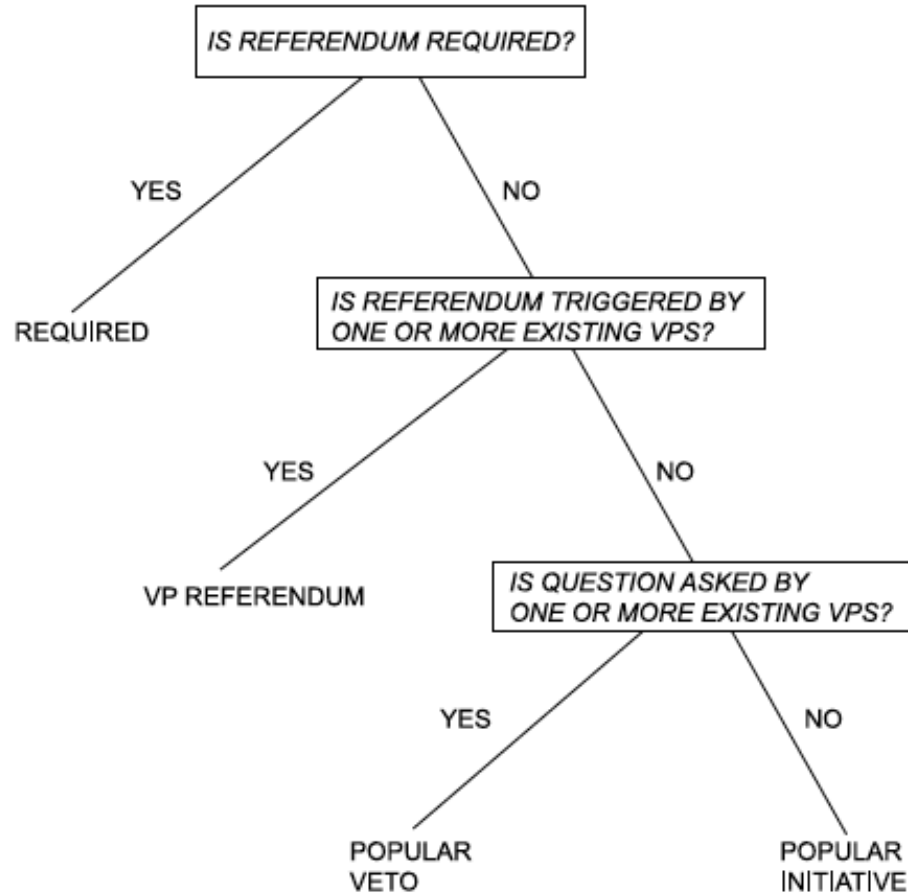 IS REFERENDUM REQUIRED?
YES
NO
REQUIRED
IS REFERENDUM TRIGGERED BY
ONE OR MORE EXISTING VPS?
YES
NO
VP REFERENDUM
IS QUESTION ASKED BY
ONE OR MORE EXISTING VPS?
YES
NO
POPULAR
VETO
POPULAR
INITIATIVE